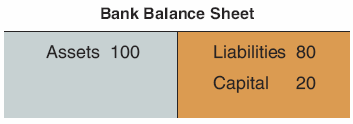 Bank Balance Sheet
Assets 100 Liabilities 80
Capital 20